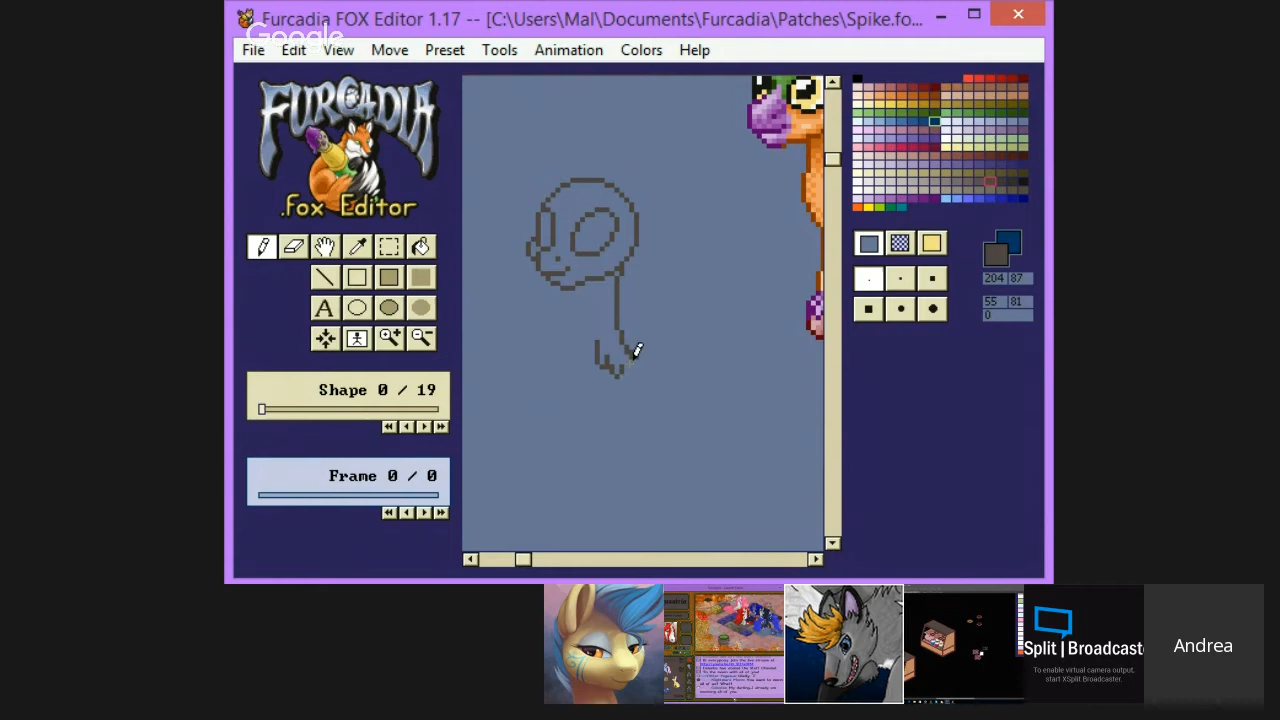 Furcadia FOX Editor 1.17 -- [C:\Users\Mal\Documents\Furcadia\Patches\Spike.fo...
Google
File Edit View Move Preset Tools Animation Colors Help
FURCADIA
.Fox Editor
A
Shape 0 / 19
Frame 0 / 0
204 87
55 81
0
Split | Broadcaste
To enable virtual camera output,
start XSplit Broadcaster.
Andrea